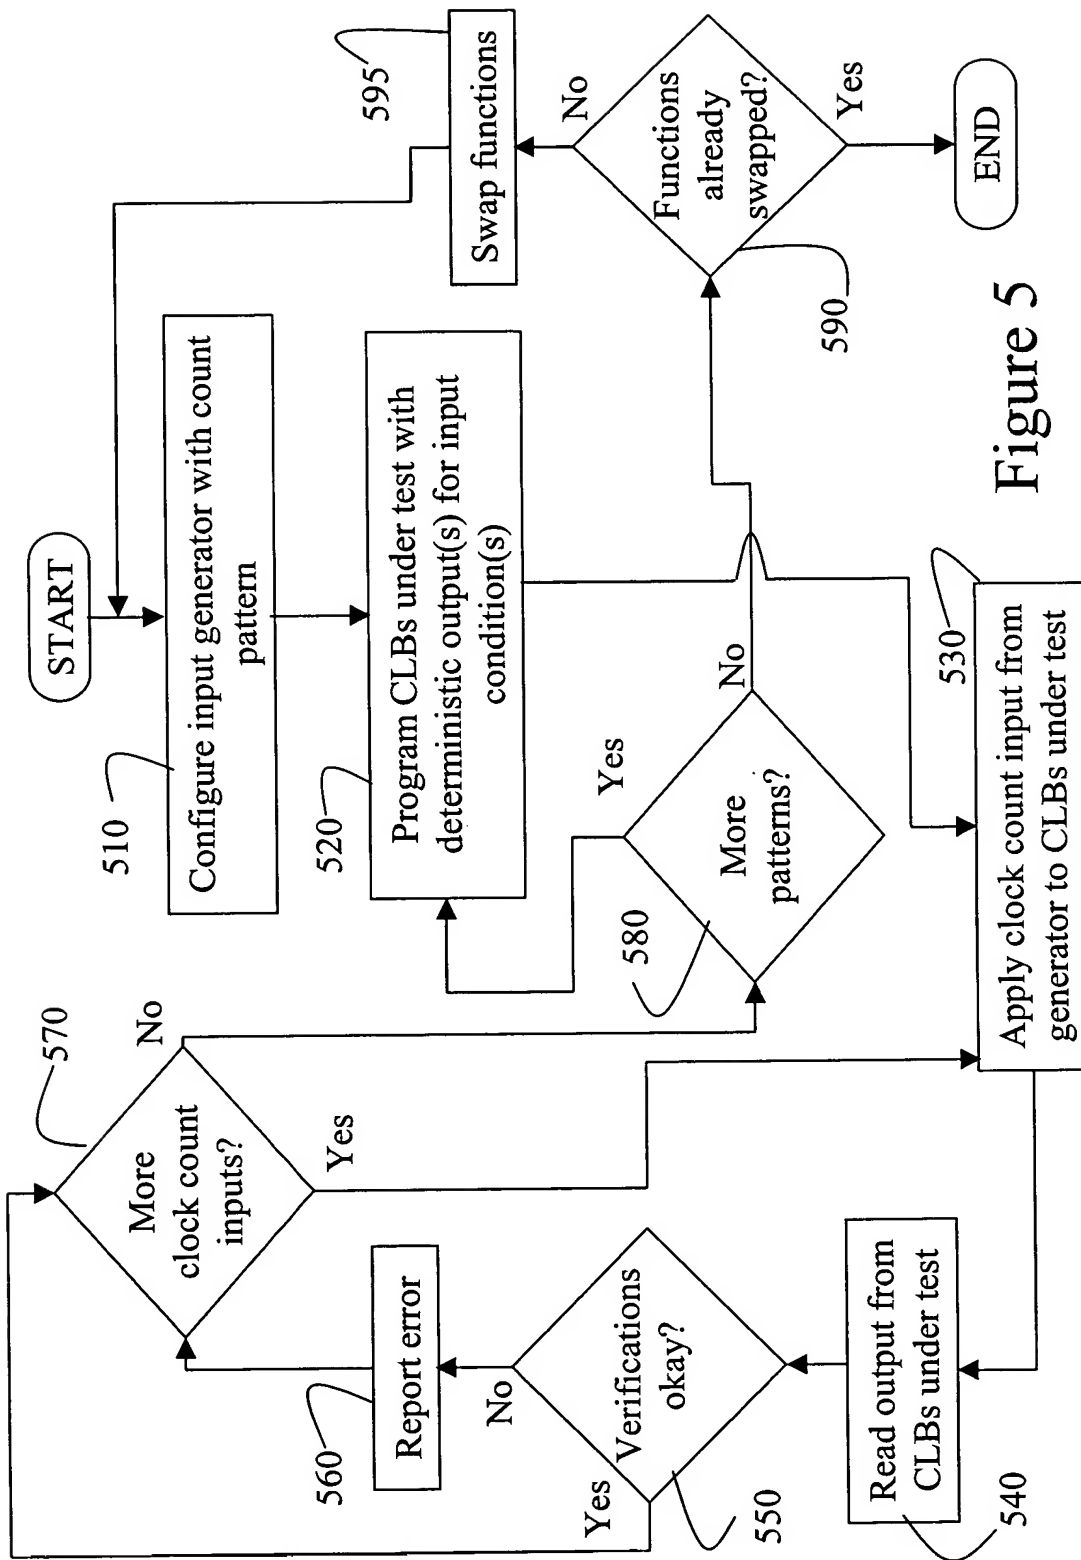 START
510
Configure input generator with count
pattern
520
Program CLBs under test with
deterministic output(s) for input
condition(s)
530
Apply clock count input from
generator to CLBs under test
540
Read output from
CLBs under test
550
Verifications
okay?
Yes
No
560
Report error
570
More
clock count
inputs?
Yes
No
580
More
patterns?
Yes
No
590
Functions
already
swapped?
No
Yes
595
Swap functions
END
Figure 5